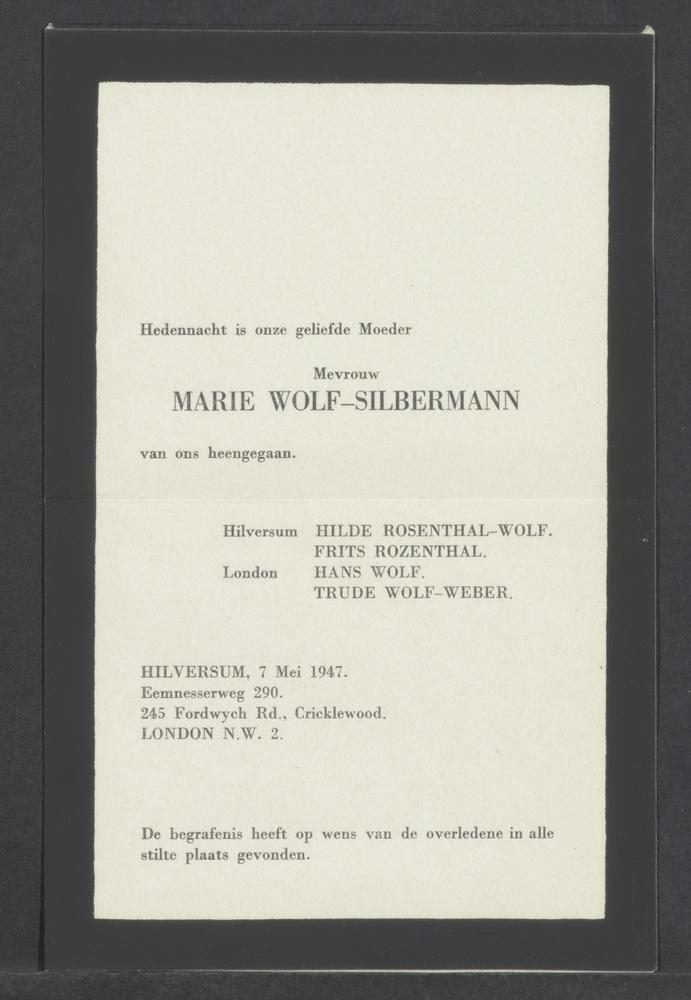 Hedennacht is onze geliefde Moeder
Mevrouw
MARIE WOLF–SILBERMANN
van ons heengegaan.
Hilversum HILDE ROSENTHAL–WOLF.
FRITS ROZENTHAL.
London HANS WOLF.
TRUDE WOLF–WEBER.
HILVERSUM, 7 Mei 1947.
Eemnesserweg 290.
245 Fordwych Rd., Cricklewood.
LONDON N.W. 2.
De begrafenis heeft op wens van de overledene in alle
stilte plaats gevonden.